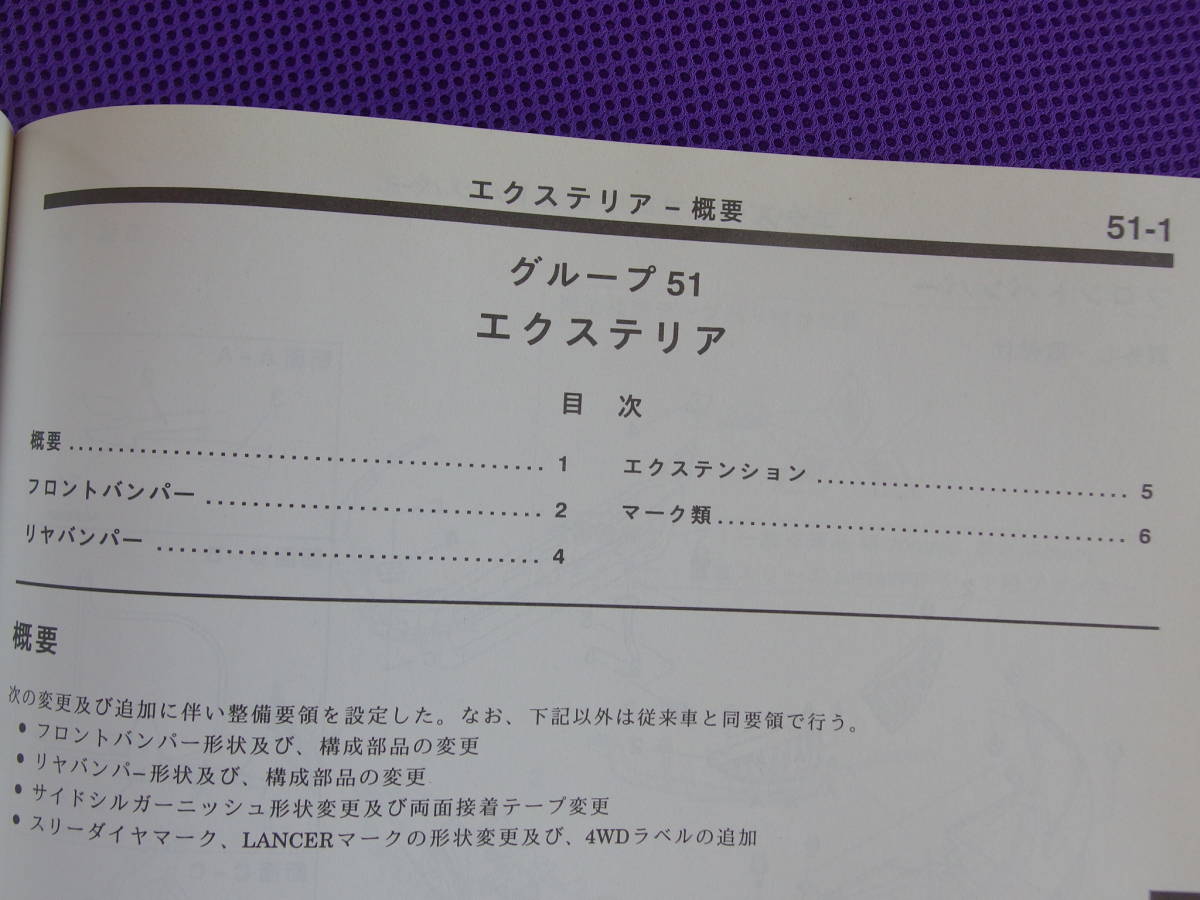 エクステリア－概要
51-1
グループ 51
エクステリア
目 次
概要 ........ 1
フロントバンパー ........ 2
リヤバンパー ........ 4
エクステンション ........ 5
マーク類 ........ 6
概要
次の変更及び追加に伴い整備要領を設定した。なお、下記以外は従来車と同要領で行う。
• フロントバンパー形状及び、構成部品の変更
• リヤバンパー形状及び、構成部品の変更
• サイドシルガーニッシュ形状変更及び両面接着テープ変更
• スリーダイヤマーク、LANCERマークの形状変更及び、4WDラベルの追加